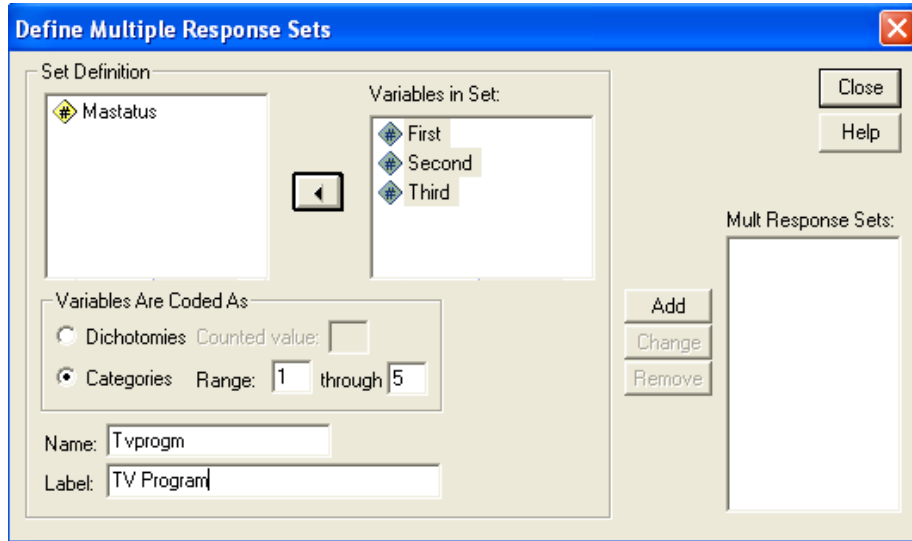 Define Multiple Response Sets
Set Definition
Mastatus
Variables in Set:
First
Second
Third
Close
Help
Mult Response Sets:
Variables Are Coded As
Dichotomies Counted value:
Categories Range: 1 through 5
Add
Change
Remove
Name: Tvprogm
Label: TV Program